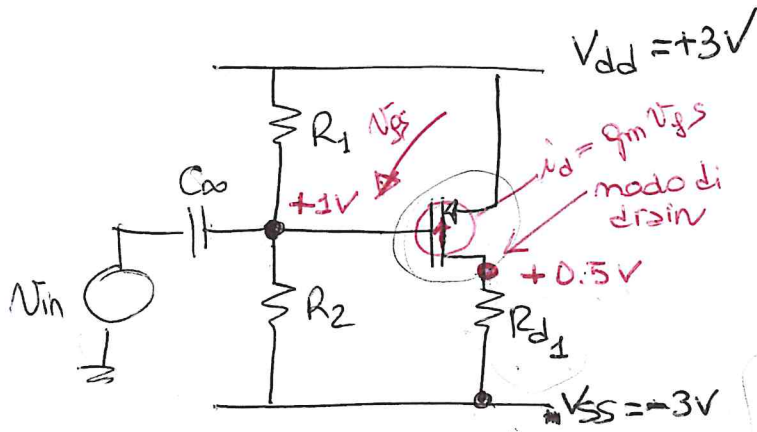 Vdd = +3V
R1
vgs
id = gm vgs
nodo di
drain
C∞
+1V
+0.5V
vin
R2
Rd1
Vss = -3V